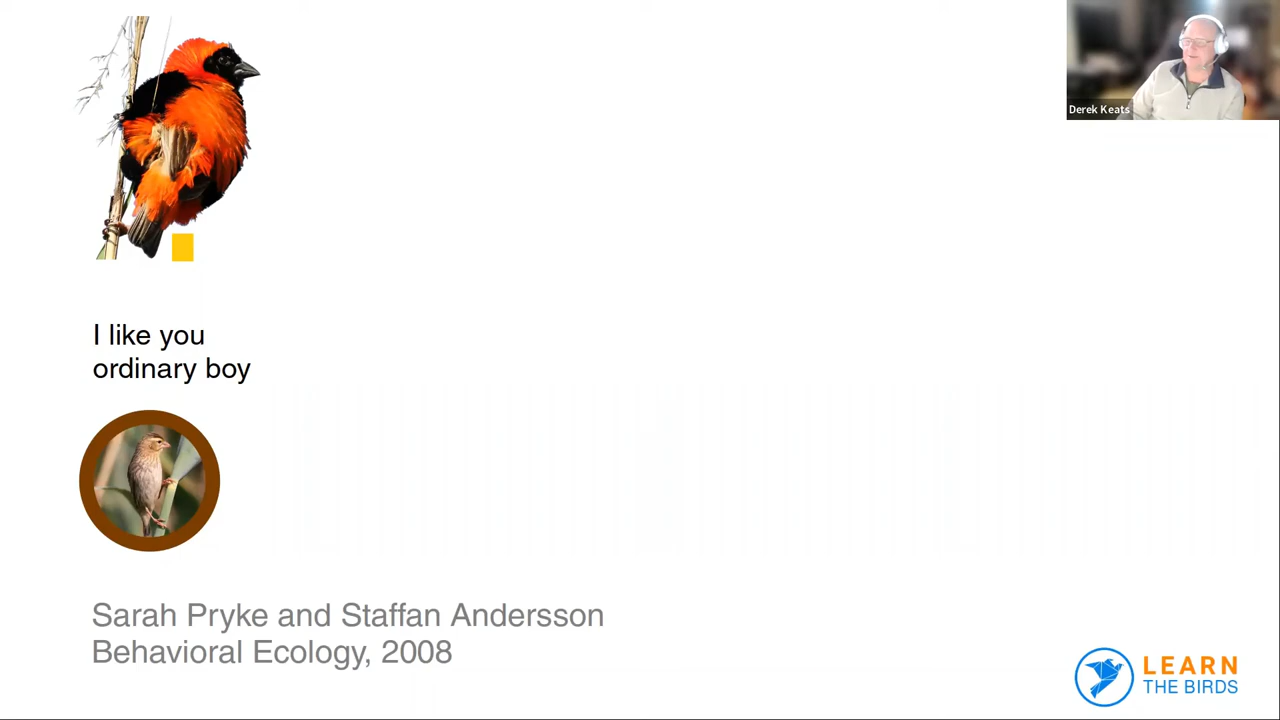 Derek Keats
I like you
ordinary boy
Sarah Pryke and Staffan Andersson
Behavioral Ecology, 2008
LEARN
THE BIRDS